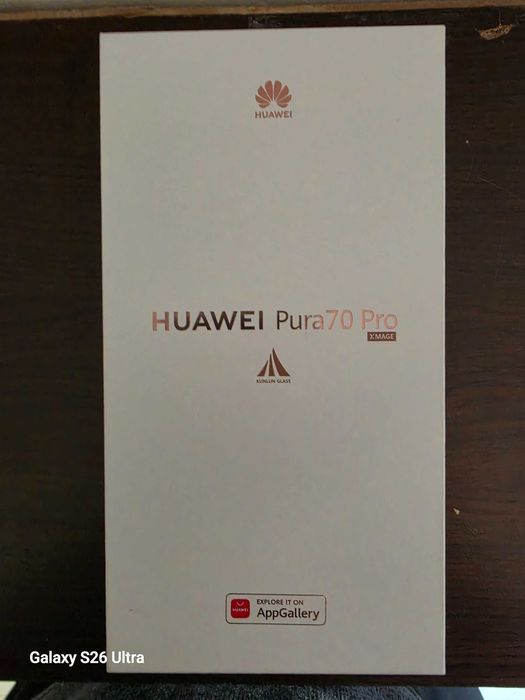 HUAWEI
HUAWEI Pura70 Pro
XMAGE
KUNLUN GLASS
EXPLORE IT ON
HUAWEI
AppGallery
Galaxy S26 Ultra